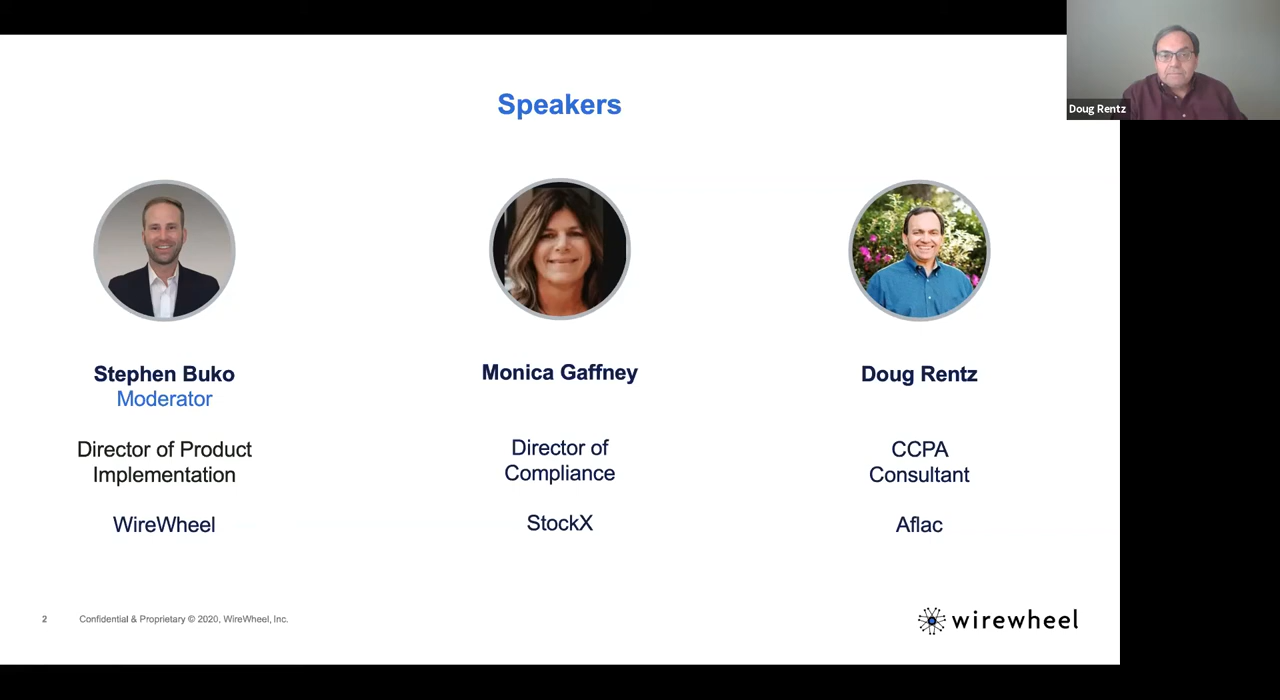 Speakers
Doug Rentz
Stephen Buko
Moderator
Director of Product
Implementation
WireWheel
Monica Gaffney
Director of
Compliance
StockX
Doug Rentz
CCPA
Consultant
Aflac
2
Confidential & Proprietary © 2020, WireWheel, Inc.
wirewheel